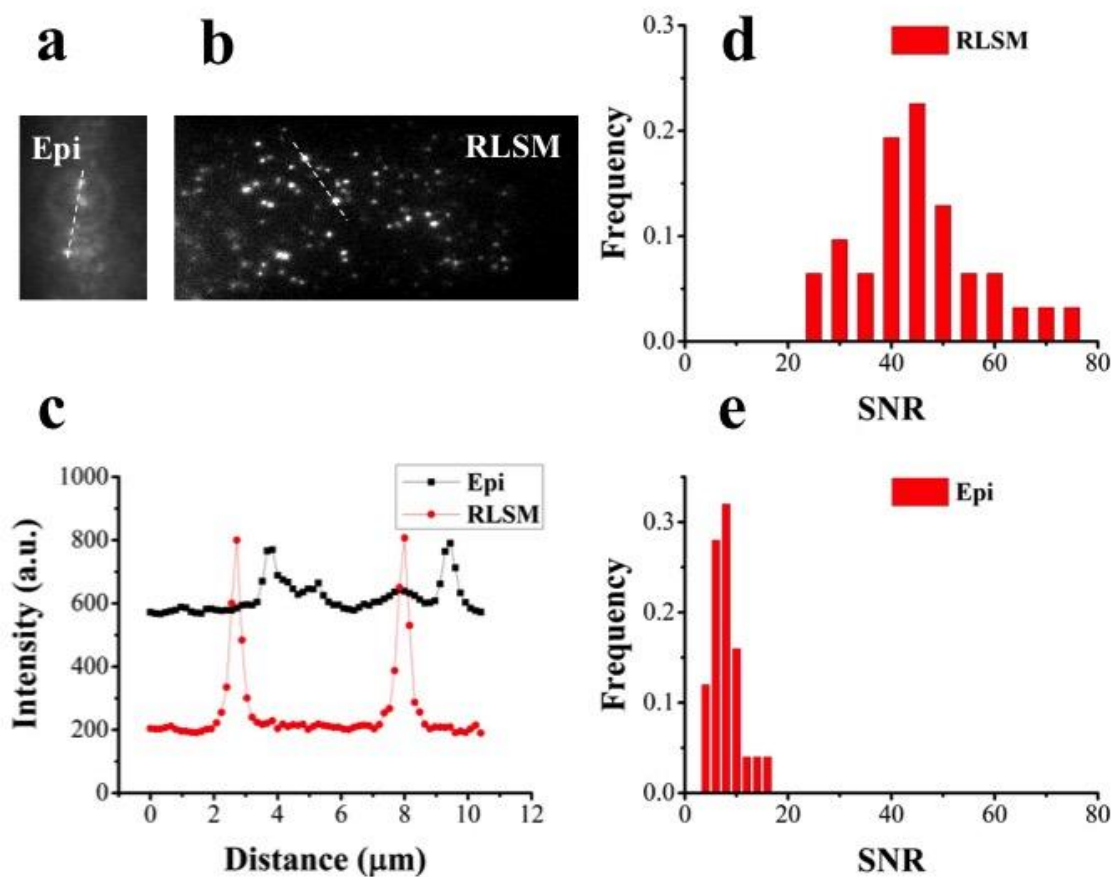 a
b
Epi
RLSM
d
RLSM
Frequency
0.3
0.2
0.1
0.0
0
20
40
60
80
SNR
c
Epi
RLSM
Intensity (a.u.)
1000
800
600
400
200
0
0
2
4
6
8
10
12
Distance (μm)
e
Epi
Frequency
0.3
0.2
0.1
0.0
0
20
40
60
80
SNR